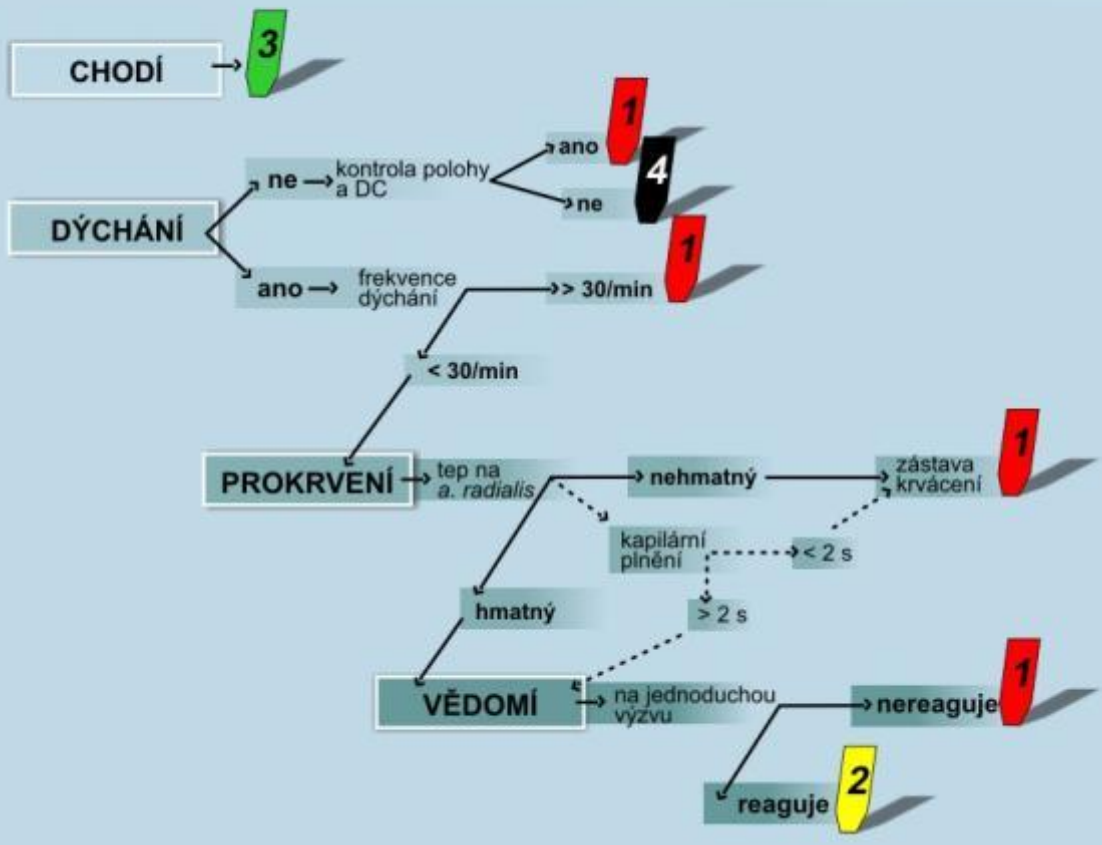 CHODÍ
3
ano
1
ne
kontrola polohy
a DC
ne
4
DÝCHÁNÍ
ano
frekvence
dýchání
> 30/min
1
< 30/min
PROKRVENÍ
tep na
a. radialis
nehmatný
zástava
krvácení
1
kapilární
plnění
< 2 s
hmatný
> 2 s
VĚDOMÍ
na jednoduchou
výzvu
nereaguje
1
reaguje
2